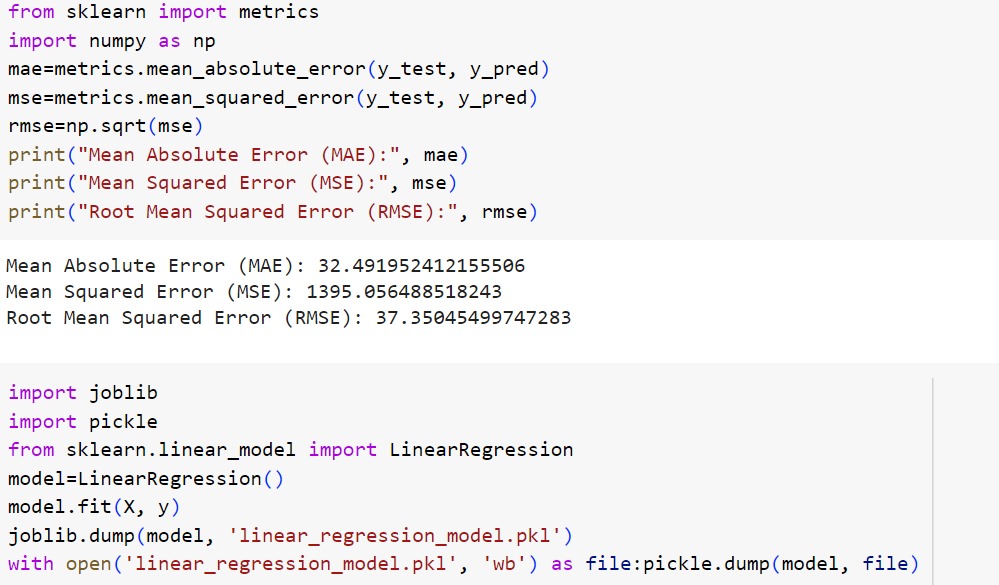 from sklearn import metrics
import numpy as np
mae=metrics.mean_absolute_error(y_test, y_pred)
mse=metrics.mean_squared_error(y_test, y_pred)
rmse=np.sqrt(mse)
print("Mean Absolute Error (MAE):", mae)
print("Mean Squared Error (MSE):", mse)
print("Root Mean Squared Error (RMSE):", rmse)
Mean Absolute Error (MAE): 32.491952412155506
Mean Squared Error (MSE): 1395.056488518243
Root Mean Squared Error (RMSE): 37.35045499747283
import joblib
import pickle
from sklearn.linear_model import LinearRegression
model=LinearRegression()
model.fit(X, y)
joblib.dump(model, 'linear_regression_model.pkl')
with open('linear_regression_model.pkl', 'wb') as file:pickle.dump(model, file)